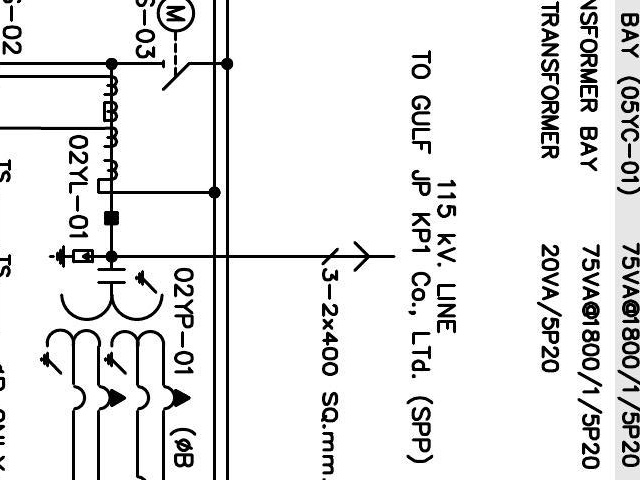 BAY (05YC-01) 75VA@1800/1/5P20
NSFORMER BAY 75VA@1800/1/5P20
TRANSFORMER 20VA/5P20
115 kV. LINE
TO GULF JP KP1 Co., LTd. (SPP)
3-2x400 SQ.mm.
M
02YP-01 (øB
S-03
02YL-01
S-02
TS TS